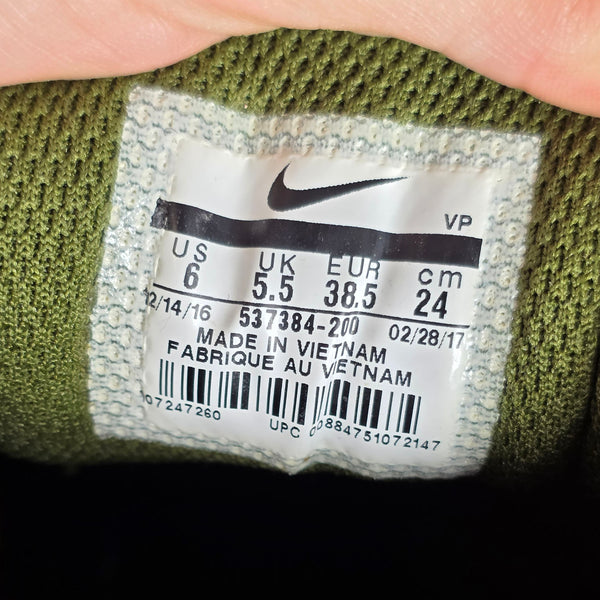 VP
US UK EUR cm
6 5.5 38.5 24
12/14/16 537384-200 02/28/17
MADE IN VIETNAM
FABRIQUE AU VIETNAM
07247260 UPC 00884751072147